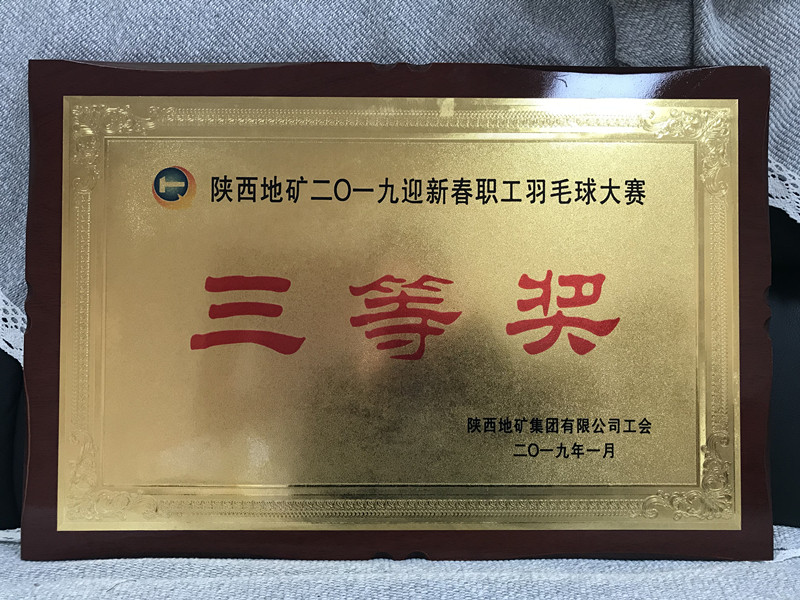 陕西地矿二〇一九迎新春职工羽毛球大赛
三等奖
陕西地矿集团有限公司工会
二〇一九年一月